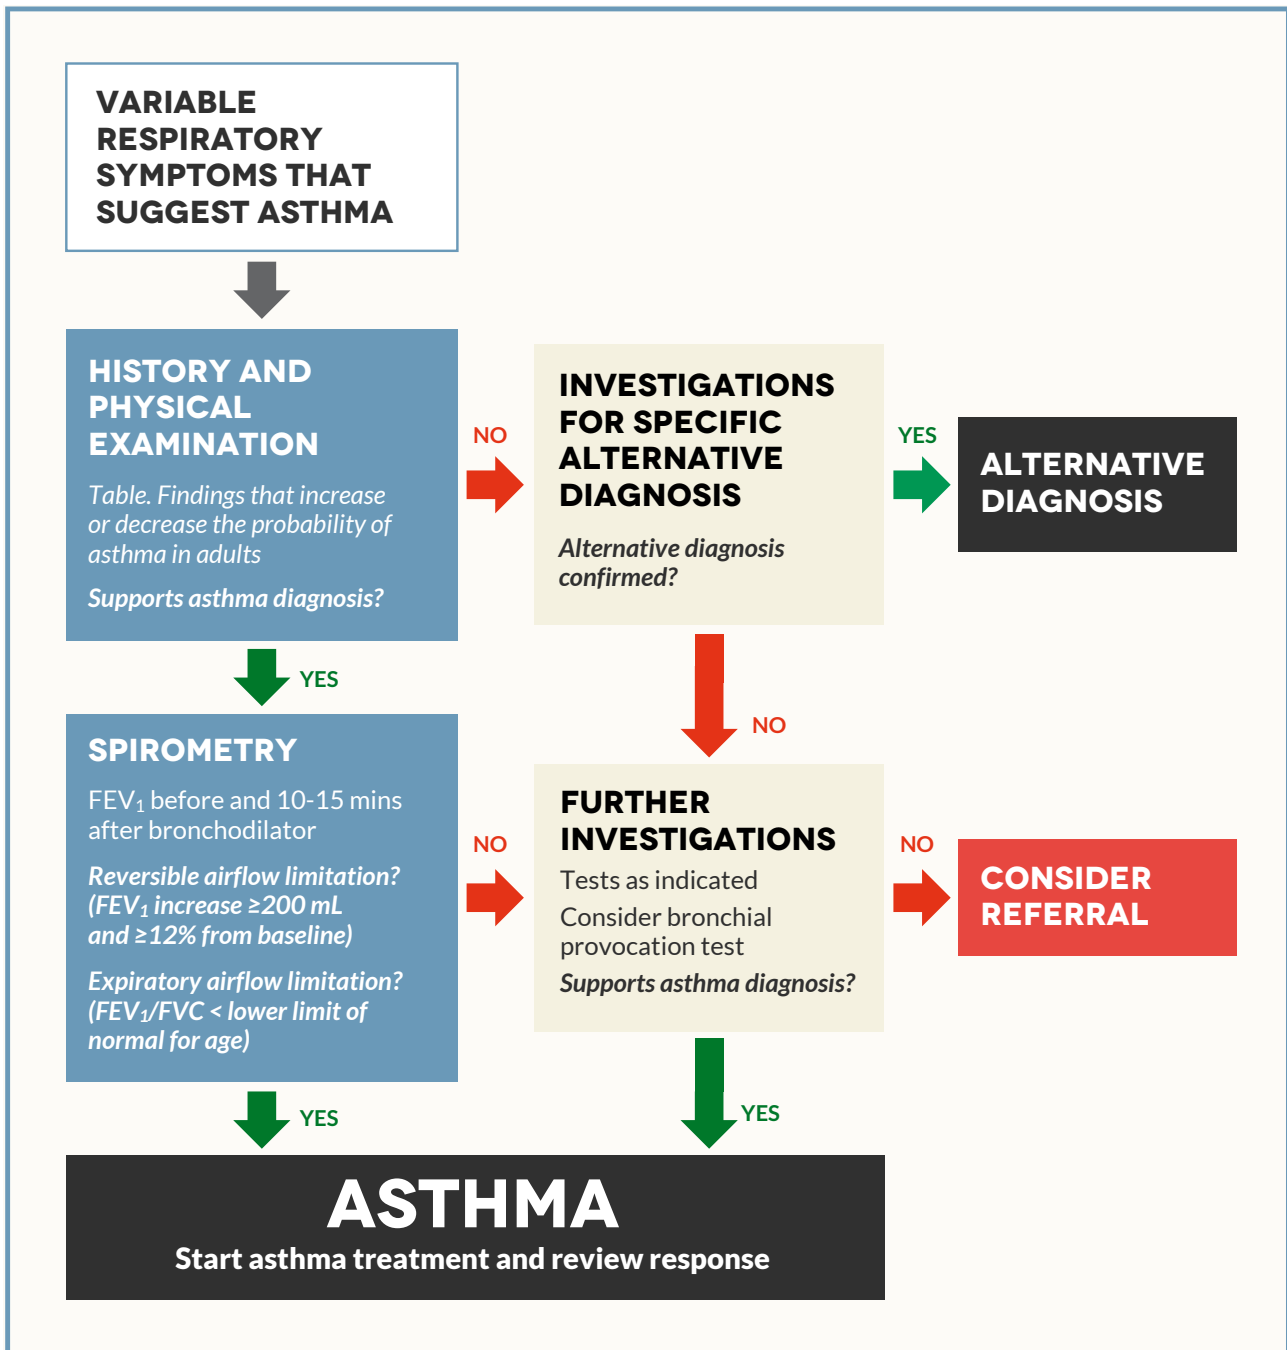 VARIABLE
RESPIRATORY
SYMPTOMS THAT
SUGGEST ASTHMA
HISTORY AND
PHYSICAL
EXAMINATION
Table. Findings that increase
or decrease the probability of
asthma in adults
Supports asthma diagnosis?
NO
INVESTIGATIONS
FOR SPECIFIC
ALTERNATIVE
DIAGNOSIS
Alternative diagnosis
confirmed?
YES
ALTERNATIVE
DIAGNOSIS
YES
NO
SPIROMETRY
FEV₁ before and 10-15 mins
after bronchodilator
Reversible airflow limitation?
(FEV₁ increase ≥200 mL
and ≥12% from baseline)
Expiratory airflow limitation?
(FEV₁/FVC < lower limit of
normal for age)
NO
FURTHER
INVESTIGATIONS
Tests as indicated
Consider bronchial
provocation test
Supports asthma diagnosis?
NO
CONSIDER
REFERRAL
YES
YES
ASTHMA
Start asthma treatment and review response